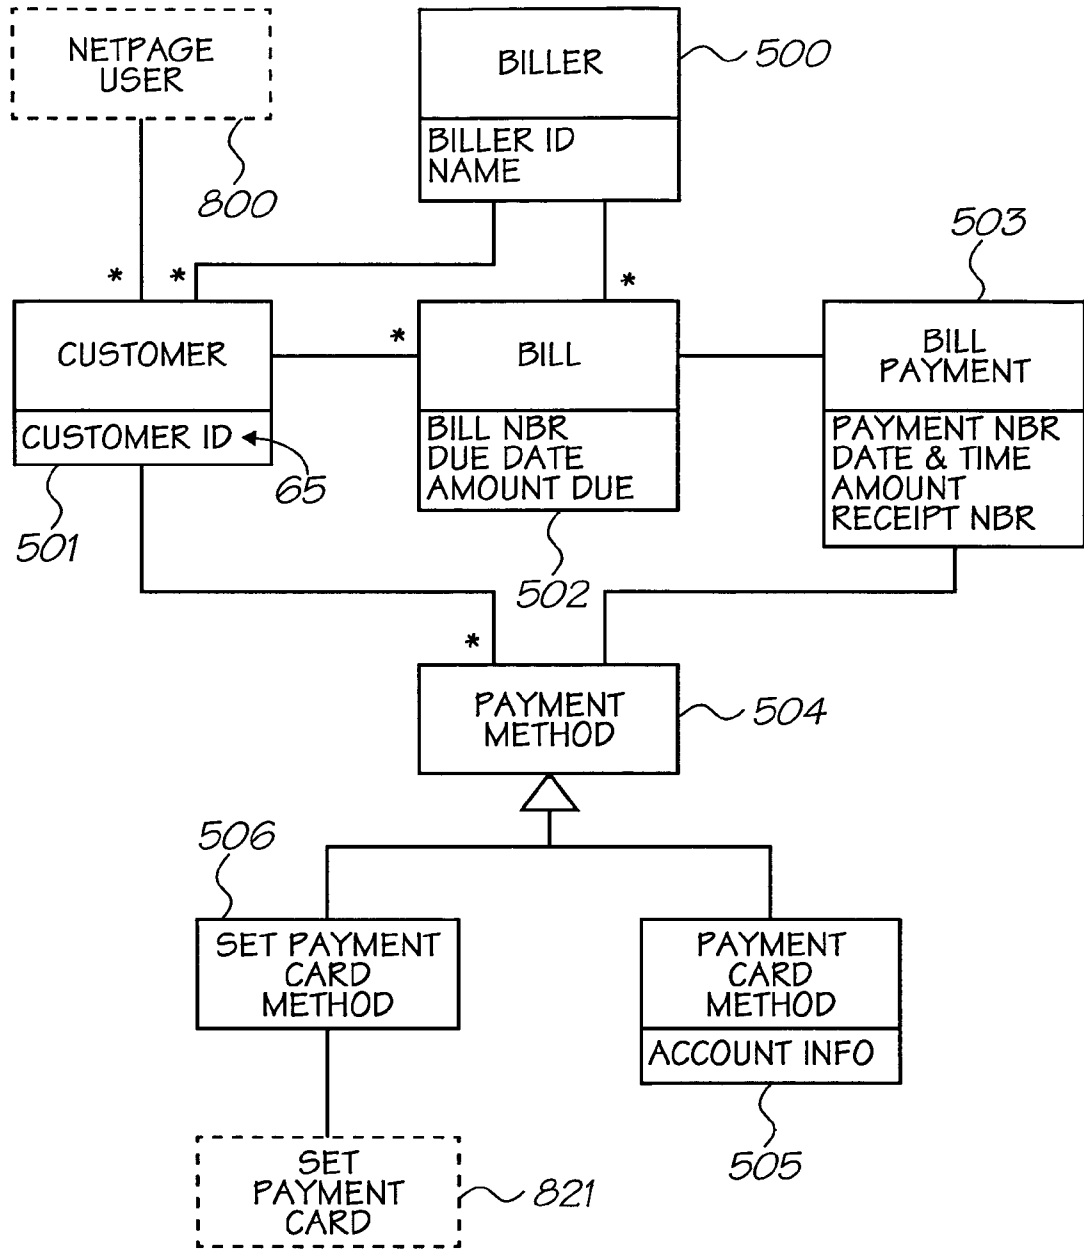 NETPAGE
USER
800
BILLER
BILLER ID
NAME
500
503
*
*
*
CUSTOMER
CUSTOMER ID
65
501
*
BILL
BILL NBR
DUE DATE
AMOUNT DUE
502
BILL
PAYMENT
PAYMENT NBR
DATE & TIME
AMOUNT
RECEIPT NBR
*
PAYMENT
METHOD
504
506
SET PAYMENT
CARD
METHOD
PAYMENT
CARD
METHOD
ACCOUNT INFO
505
SET
PAYMENT
CARD
821